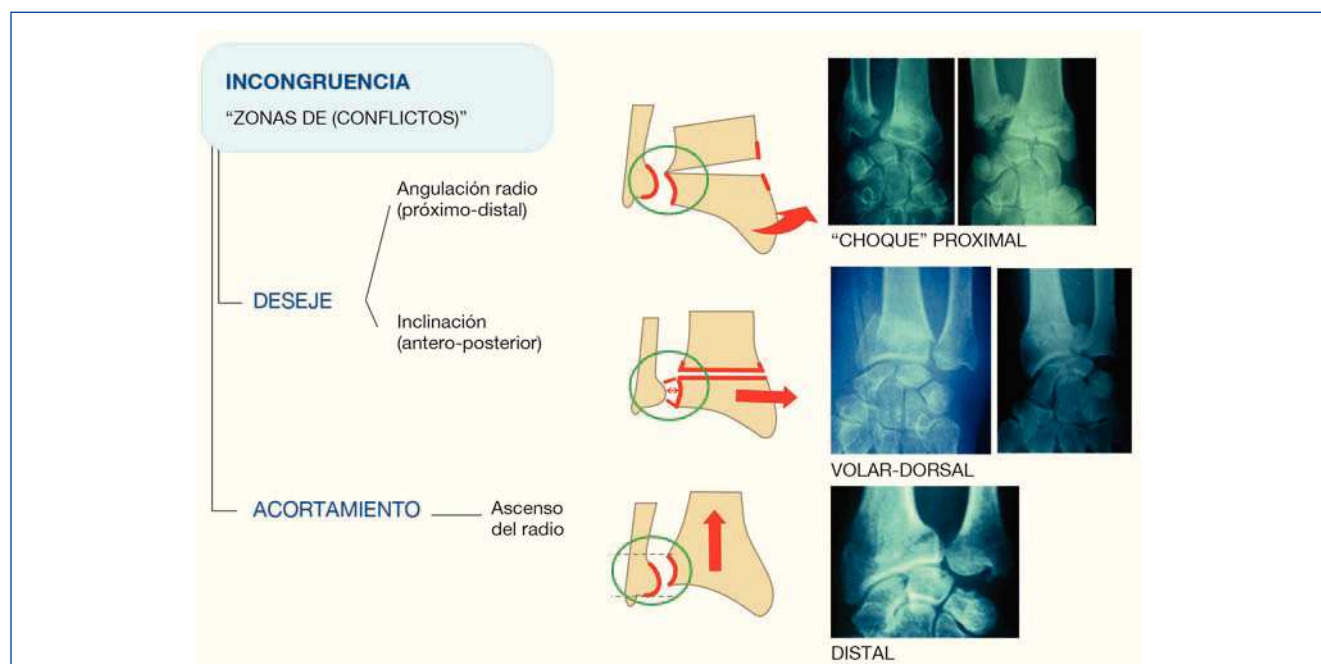 INCONGRUENCIA
“ZONAS DE (CONFLICTOS)”
Angulación radio
(próximo-distal)
“CHOQUE” PROXIMAL
DESEJE
Inclinación
(antero-posterior)
VOLAR-DORSAL
ACORTAMIENTO
Ascenso
del radio
DISTAL